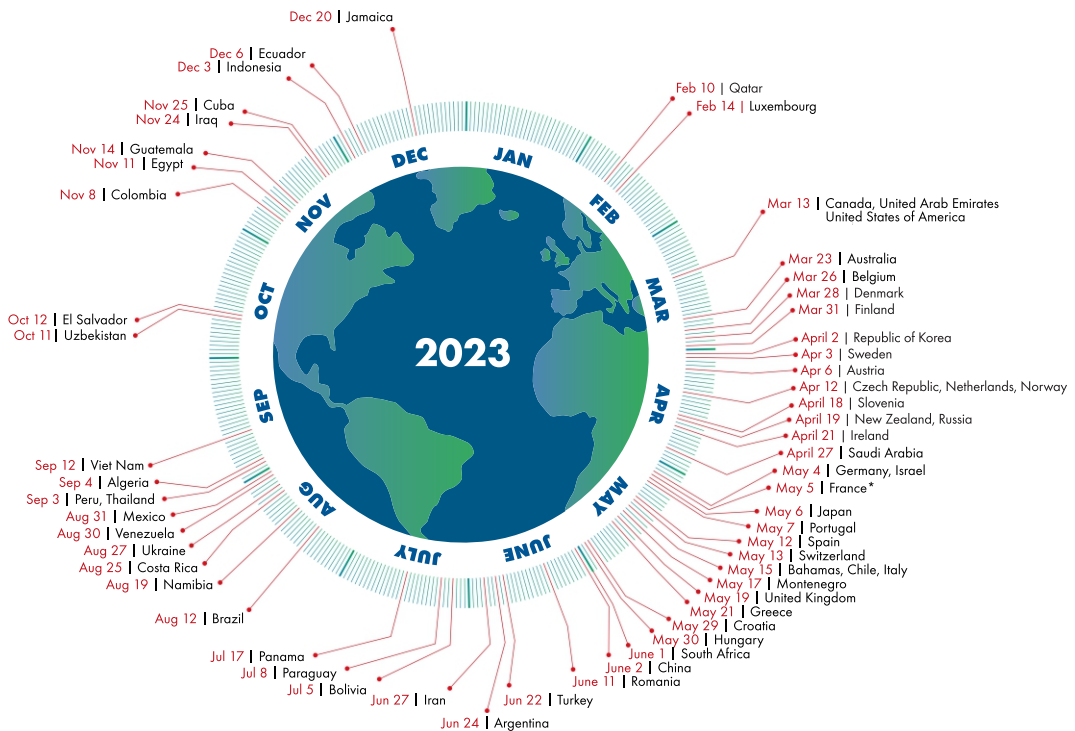 Dec 20 | Jamaica
Dec 6 | Ecuador
Dec 3 | Indonesia
Nov 25 | Cuba
Nov 24 | Iraq
Nov 14 | Guatemala
Nov 11 | Egypt
Nov 8 | Colombia
Oct 12 | El Salvador
Oct 11 | Uzbekistan
Sep 12 | Viet Nam
Sep 4 | Algeria
Sep 3 | Peru, Thailand
Aug 31 | Mexico
Aug 30 | Venezuela
Aug 27 | Ukraine
Aug 25 | Costa Rica
Aug 19 | Namibia
Aug 12 | Brazil
Jul 17 | Panama
Jul 8 | Paraguay
Jul 5 | Bolivia
Jun 27 | Iran
Jun 24 | Argentina
Jun 22 | Turkey
Feb 10 | Qatar
Feb 14 | Luxembourg
Mar 13 | Canada, United Arab Emirates
United States of America
Mar 23 | Australia
Mar 26 | Belgium
Mar 28 | Denmark
Mar 31 | Finland
April 2 | Republic of Korea
Apr 3 | Sweden
Apr 6 | Austria
Apr 12 | Czech Republic, Netherlands, Norway
April 18 | Slovenia
April 19 | New Zealand, Russia
April 21 | Ireland
April 27 | Saudi Arabia
May 4 | Germany, Israel
May 5 | France*
May 6 | Japan
May 7 | Portugal
May 12 | Spain
May 13 | Switzerland
May 15 | Bahamas, Chile, Italy
May 17 | Montenegro
May 19 | United Kingdom
May 21 | Greece
May 29 | Croatia
May 30 | Hungary
June 1 | South Africa
June 2 | China
June 11 | Romania
JAN
FEB
MAR
APR
MAY
JUNE
JULY
AUG
SEP
OCT
NOV
DEC
2023